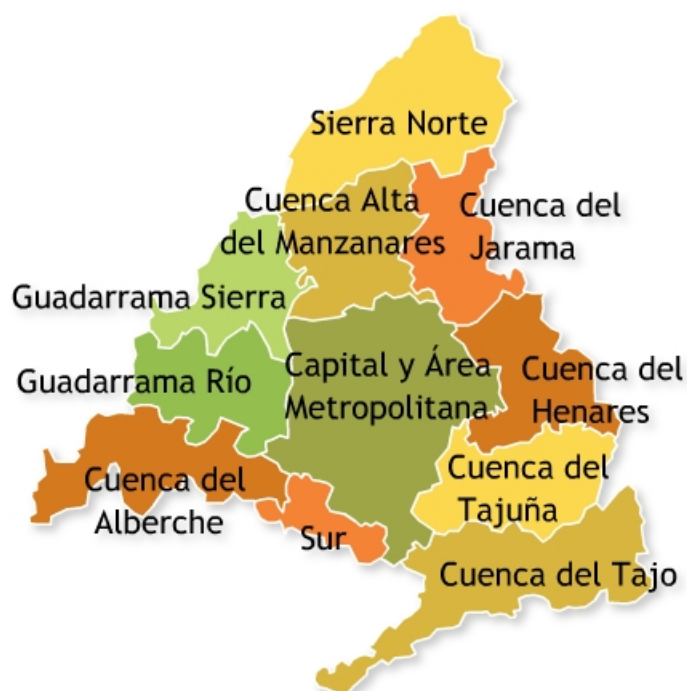 Sierra Norte
Cuenca Alta
del Manzanares
Cuenca del
Jarama
Guadarrama Sierra
Guadarrama Río
Capital y Área
Metropolitana
Cuenca del
Henares
Cuenca del
Alberche
Cuenca del
Tajuña
Sur
Cuenca del Tajo